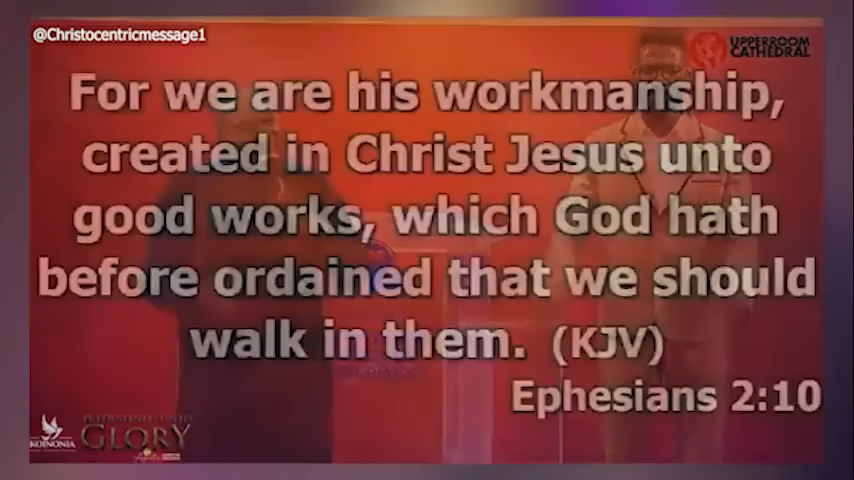 @Christocentricmessage1
UPPERROOM
CATHEDRAL
For we are his workmanship,
created in Christ Jesus unto
good works, which God hath
before ordained that we should
walk in them. (KJV)
Ephesians 2:10
KOINONIA
GLORY